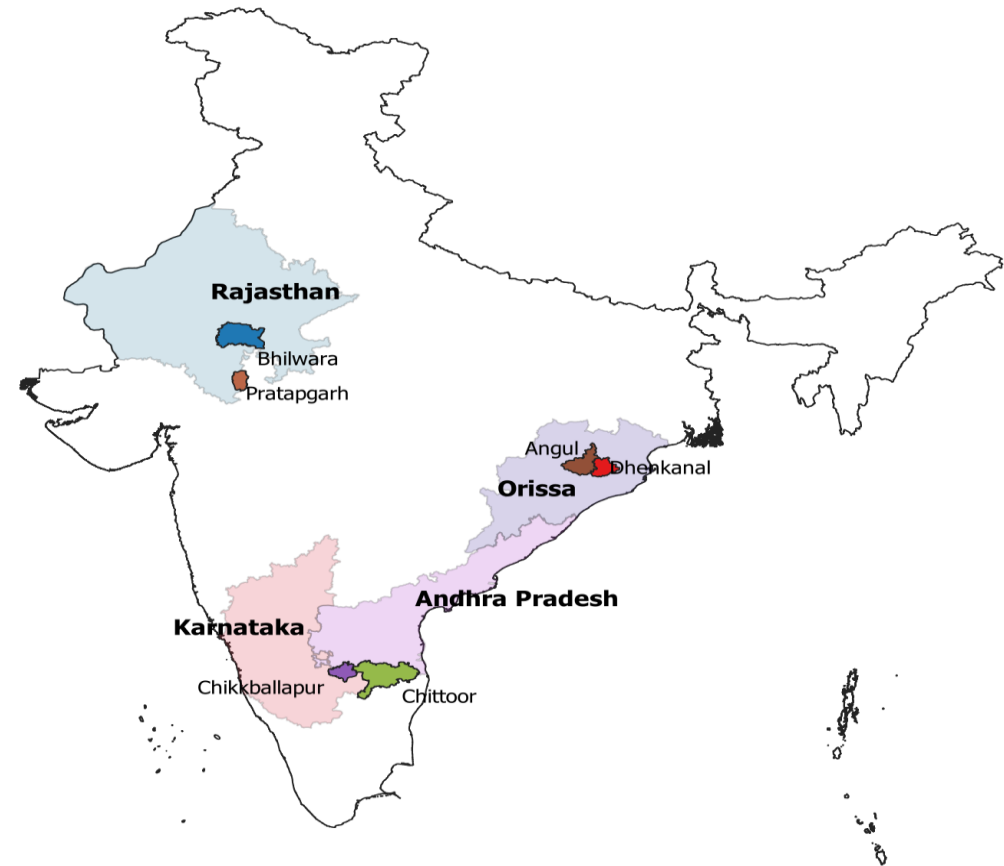 Rajasthan
Bhilwara
Pratapgarh
Angul
Dhenkanal
Orissa
Andhra Pradesh
Karnataka
Chikkballapur
Chittoor